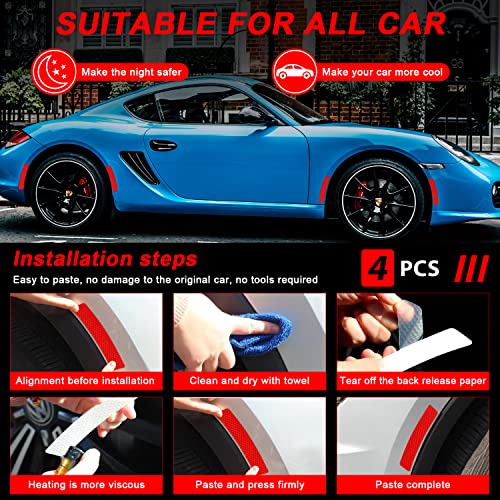 SUITABLE FOR ALL CAR
Make the night safer
Make your car more cool
Installation steps
Easy to paste, no damage to the original car, no tools required
4 PCS
Alignment before installation
Clean and dry with towel
Tear off the back release paper
Heating is more viscous
Paste and press firmly
Paste complete